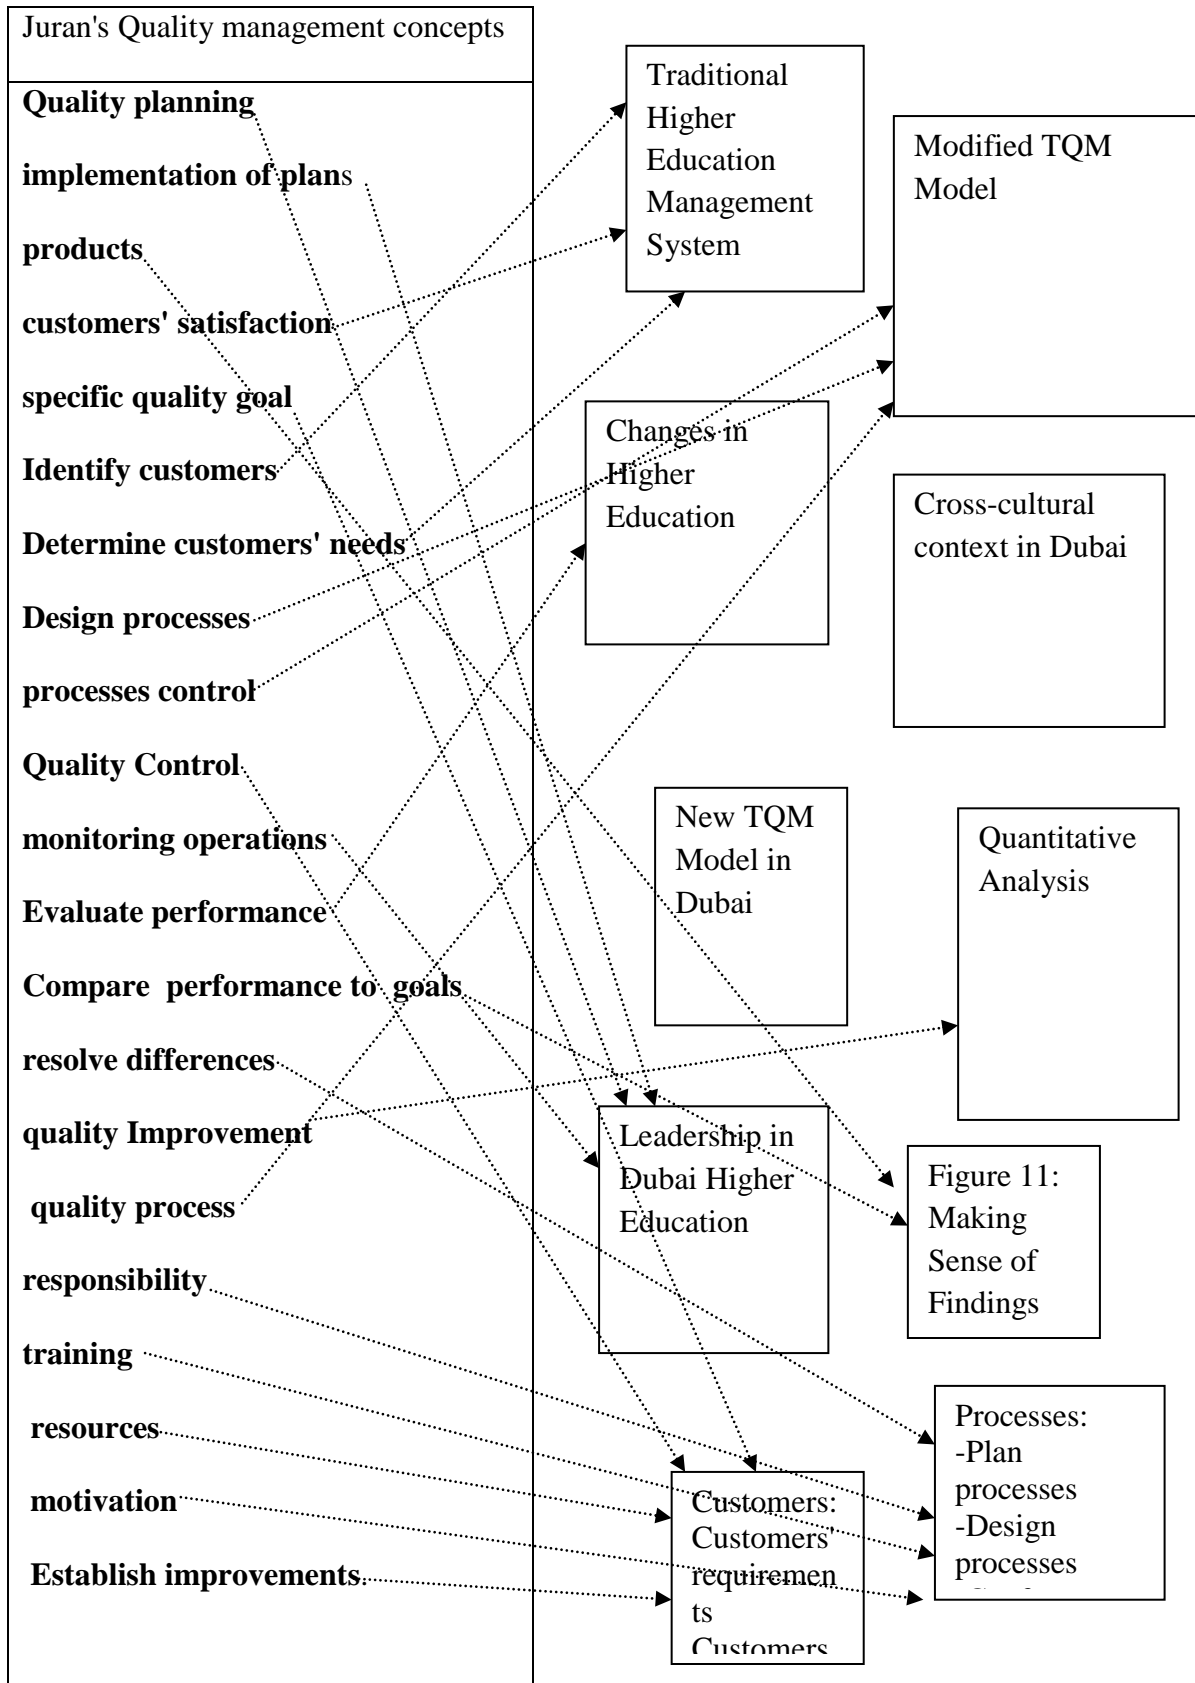 Juran's Quality management concepts
Quality planning
implementation of plans
products
customers' satisfaction
specific quality goal
Identify customers
Determine customers' needs
Design processes
processes control
Quality Control
monitoring operations
Evaluate performance
Compare performance to goals
resolve differences
quality Improvement
quality process
responsibility
training
resources
motivation
Establish improvements.
Traditional
Higher
Education
Management
System
Modified TQM
Model
Changes in
Higher
Education
Cross-cultural
context in Dubai
New TQM
Model in
Dubai
Quantitative
Analysis
Leadership in
Dubai Higher
Education
Figure 11:
Making
Sense of
Findings
Processes:
-Plan
processes
-Design
processes
Customers:
Customers'
requiremen
ts
Customers